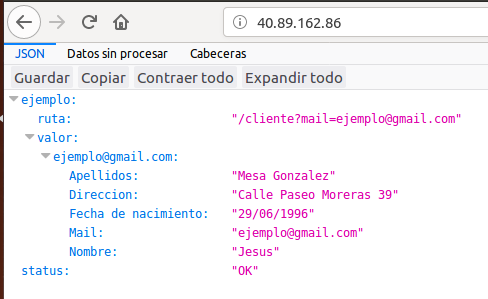 40.89.162.86
JSON Datos sin procesar Cabeceras
Guardar Copiar Contraer todo Expandir todo
ejemplo:
ruta: "/cliente?mail=ejemplo@gmail.com"
valor:
ejemplo@gmail.com:
Apellidos: "Mesa Gonzalez"
Direccion: "Calle Paseo Moreras 39"
Fecha de nacimiento: "29/06/1996"
Mail: "ejemplo@gmail.com"
Nombre: "Jesus"
status: "OK"